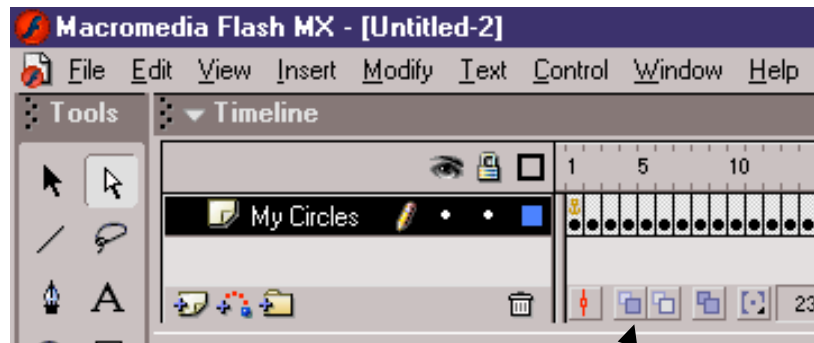 Macromedia Flash MX - [Untitled-2]
File Edit View Insert Modify Text Control Window Help
Tools Timeline
1 5 10
My Circles
A
23